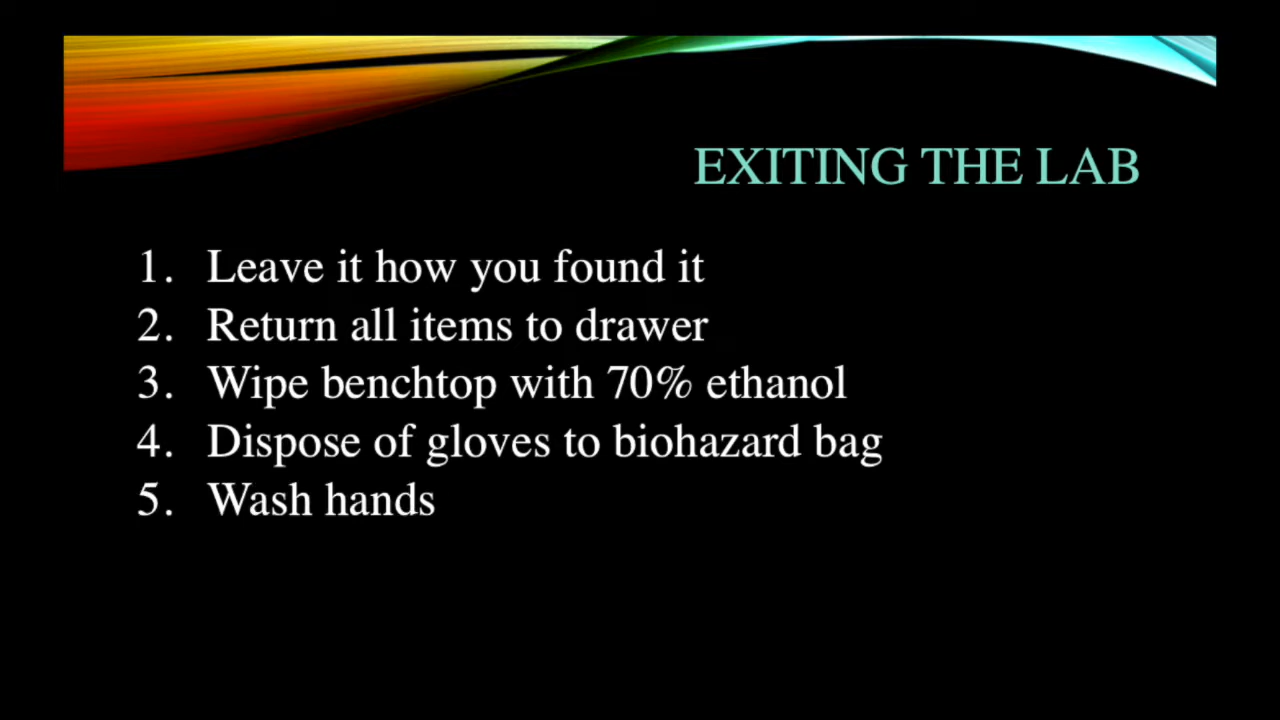 EXITING THE LAB
1. Leave it how you found it
2. Return all items to drawer
3. Wipe benchtop with 70% ethanol
4. Dispose of gloves to biohazard bag
5. Wash hands